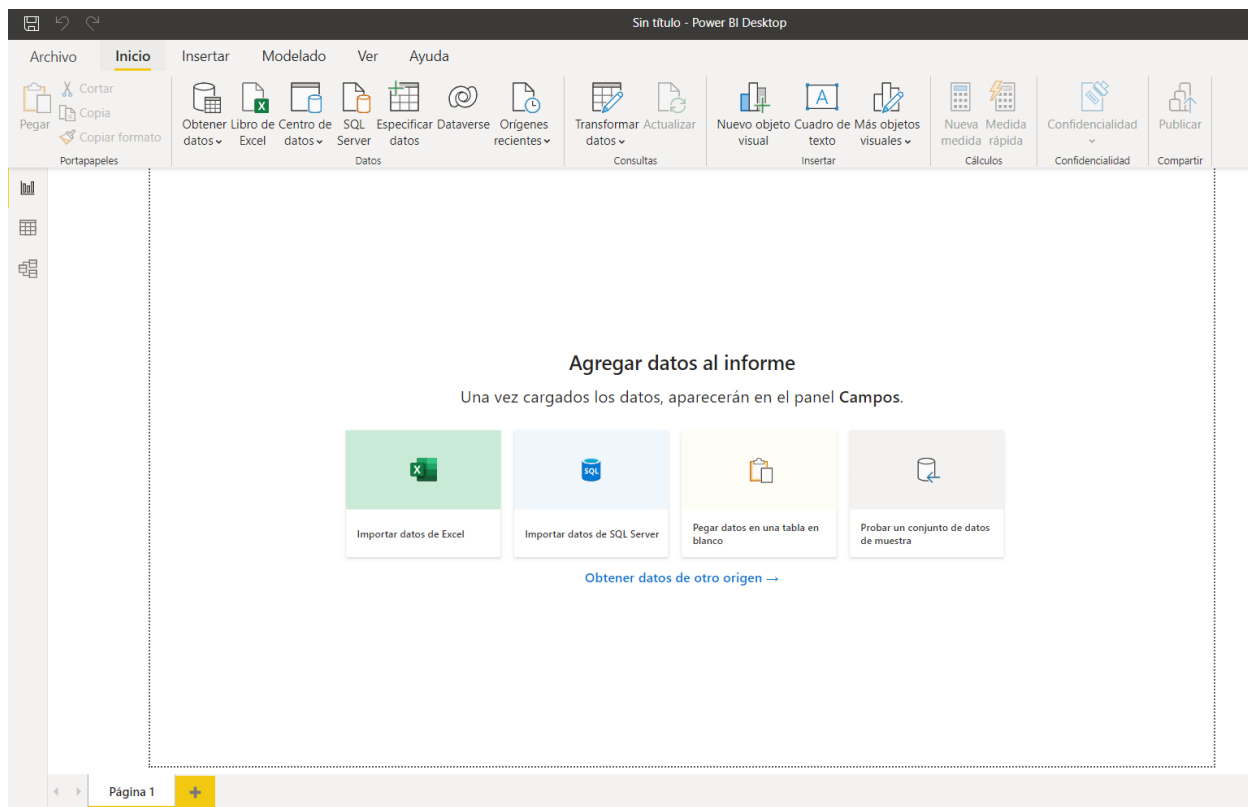 Sin título - Power BI Desktop
Archivo Inicio Insertar Modelado Ver Ayuda
Pegar
Cortar
Copia
Copiar formato
Portapapeles
Obtener datos
Libro de Excel
X
Centro de datos
SQL Server
Especificar datos
Dataverse
Orígenes recientes
Datos
Transformar datos
Actualizar
Consultas
Nuevo objeto visual
A
Cuadro de texto
Más objetos visuales
Insertar
Nueva medida
Medida rápida
Cálculos
Confidencialidad
Confidencialidad
Publicar
Compartir
Agregar datos al informe
Una vez cargados los datos, aparecerán en el panel Campos.
X
Importar datos de Excel
SQL
Importar datos de SQL Server
Pegar datos en una tabla en
blanco
Probar un conjunto de datos
de muestra
Obtener datos de otro origen →
Página 1 +